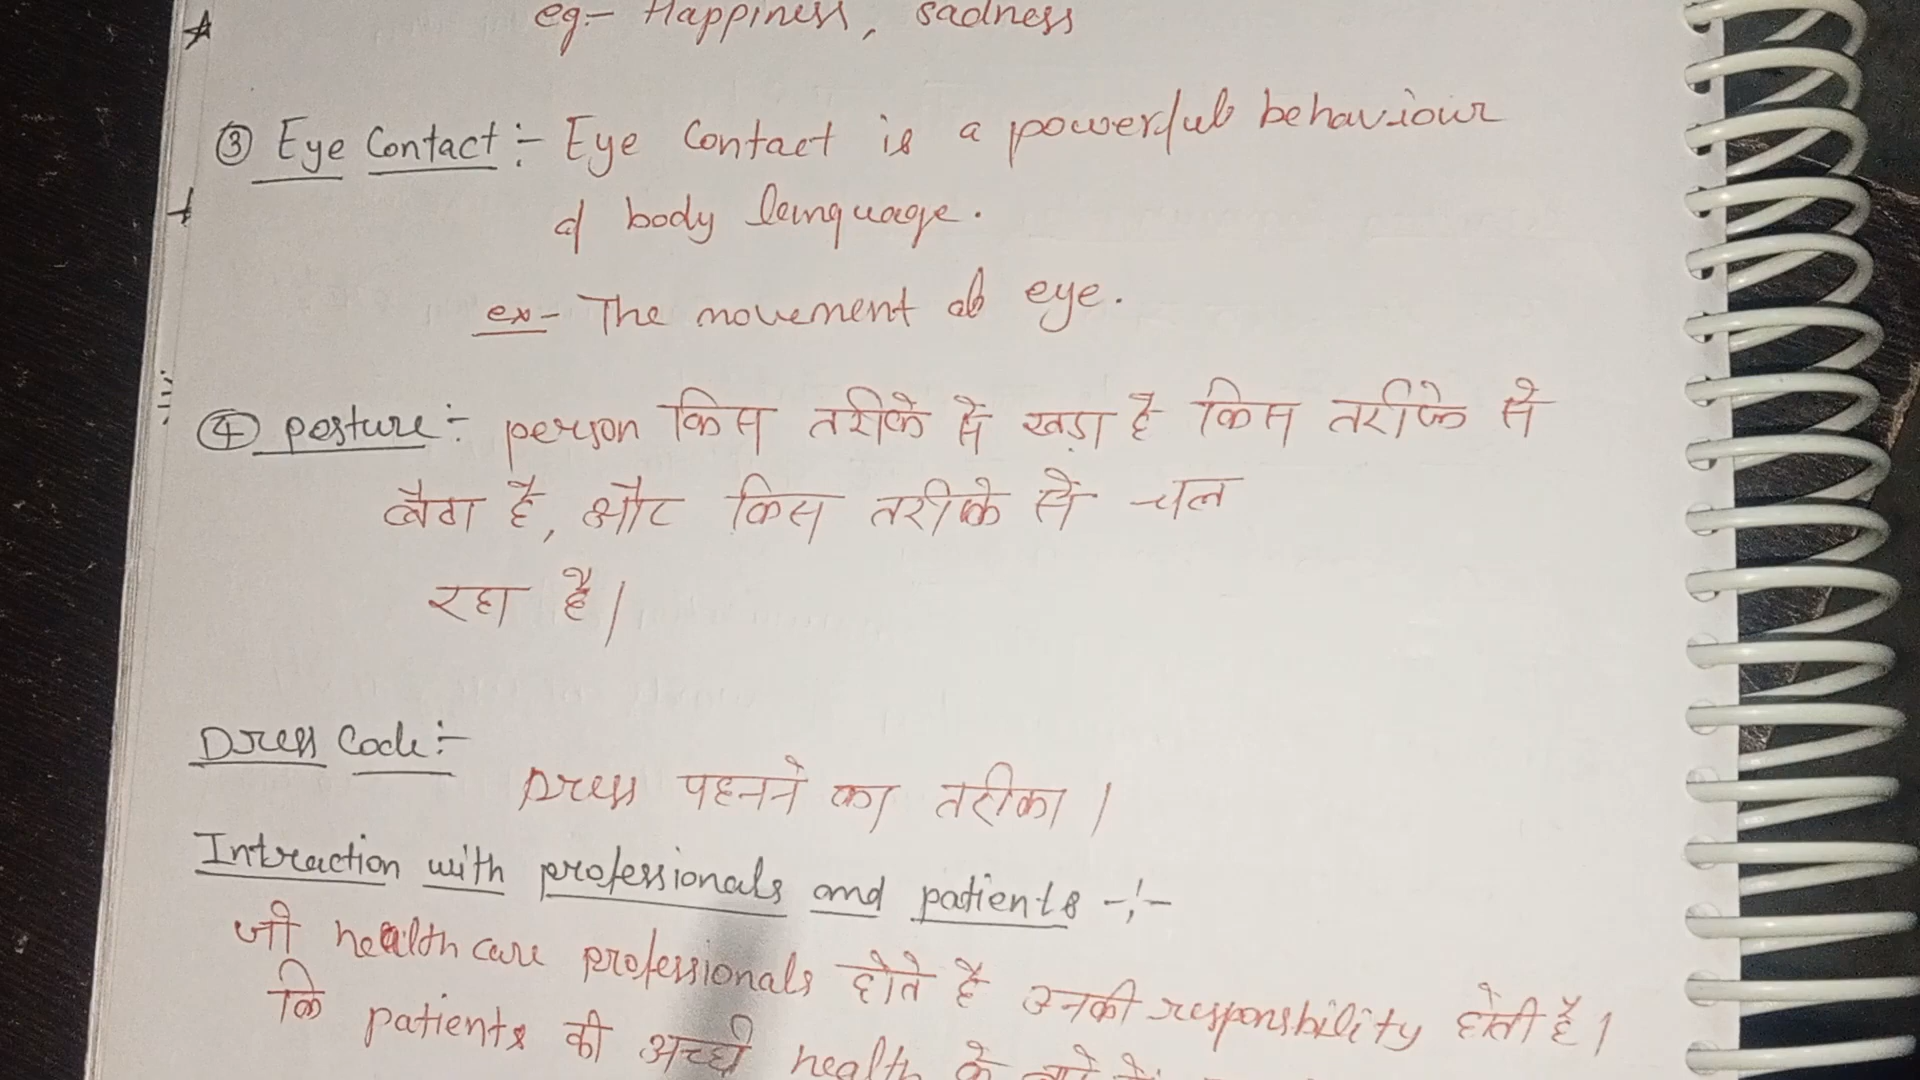 eg:- Happiness, sadness
③ Eye Contact :- Eye Contact is a powerful behaviour
of body language.
ex- The movement of eye.
④ posture :- person किस तरीके से खड़ा है किस तरीके से
बैठा है, और किस तरीके से चल
रहा है।
Dress Code :-
Dress पहनने का तरीका।
Intraction with professionals and patients -:-
जो health care professionals होते है उनकी responsbility होती है।
कि patients की अच्छी health के बारे में